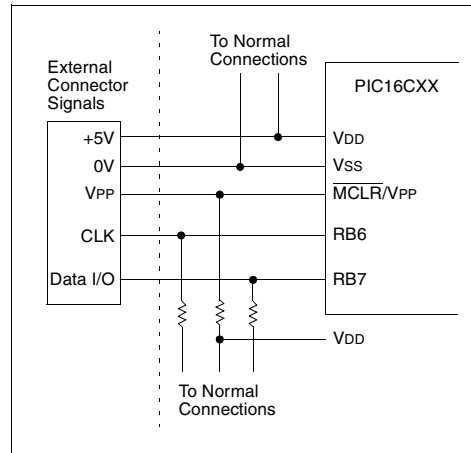 To Normal
Connections
External
Connector
Signals
PIC16CXX
+5V
VDD
0V
VSS
VPP
MCLR/VPP
CLK
RB6
Data I/O
RB7
VDD
To Normal
Connections